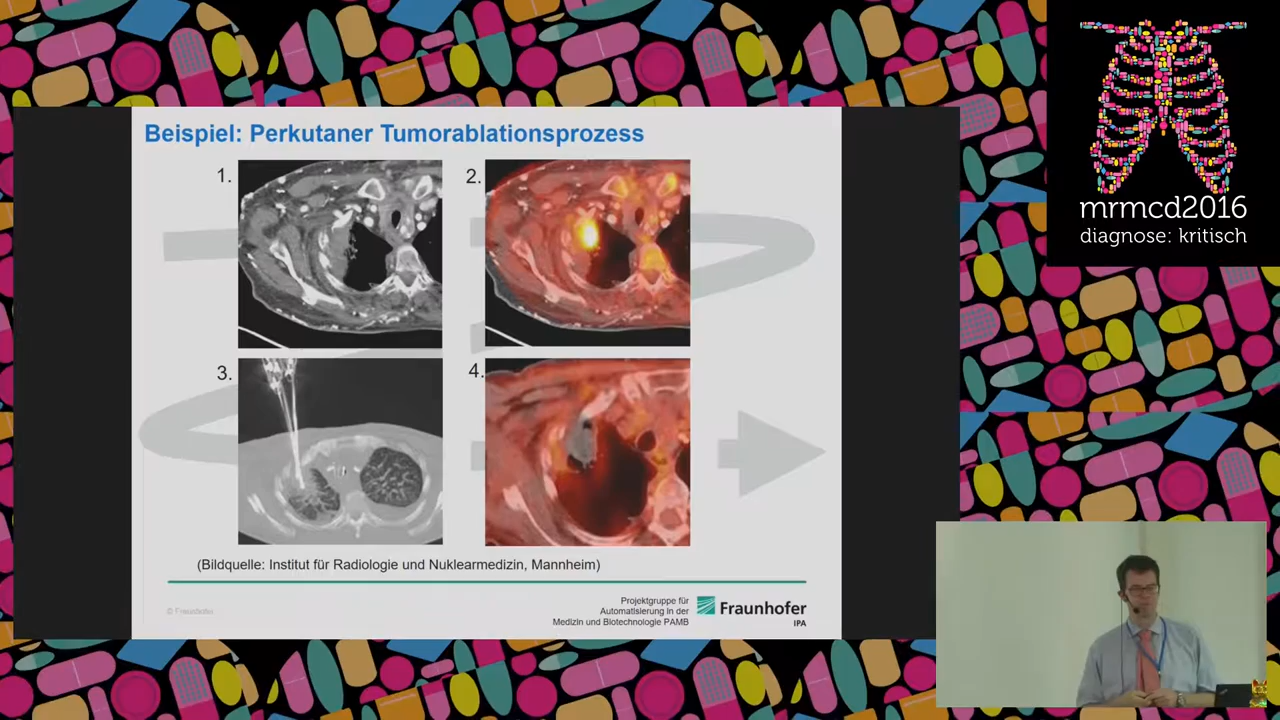 Beispiel: Perkutaner Tumorablationsprozess
1.
2.
3.
4.
(Bildquelle: Institut für Radiologie und Nuklearmedizin, Mannheim)
© Fraunhofer
Projektgruppe für
Automatisierung in der
Medizin und Biotechnologie PAMB
Fraunhofer
IPA
mrmcd2016
diagnose: kritisch